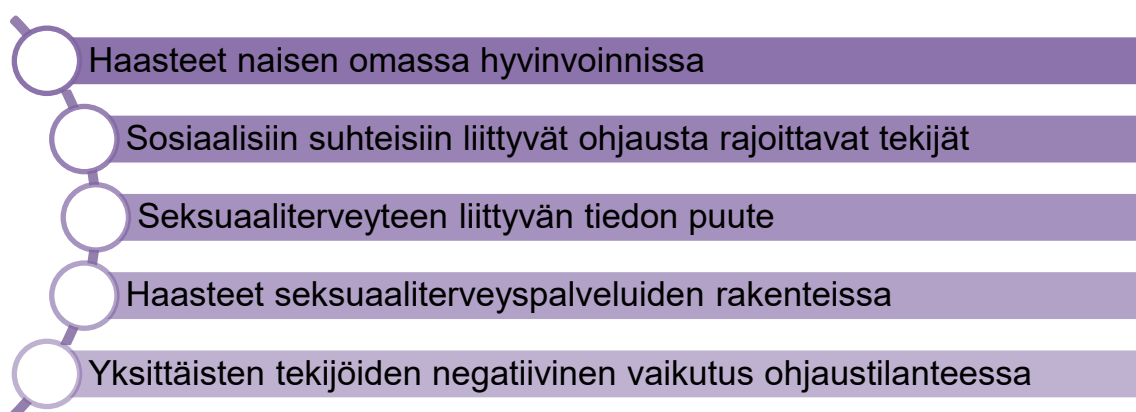 Haasteet naisen omassa hyvinvoinnissa
Sosiaalisiin suhteisiin liittyvät ohjausta rajoittavat tekijät
Seksuaaliterveyteen liittyvän tiedon puute
Haasteet seksuaaliterveyspalveluiden rakenteissa
Yksittäisten tekijöiden negatiivinen vaikutus ohjaustilanteessa